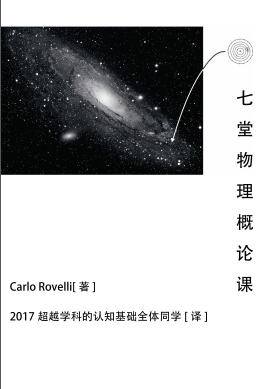 七堂物理概论课
Carlo Rovelli[ 著 ]
2017 超越学科的认知基础全体同学 [ 译 ]